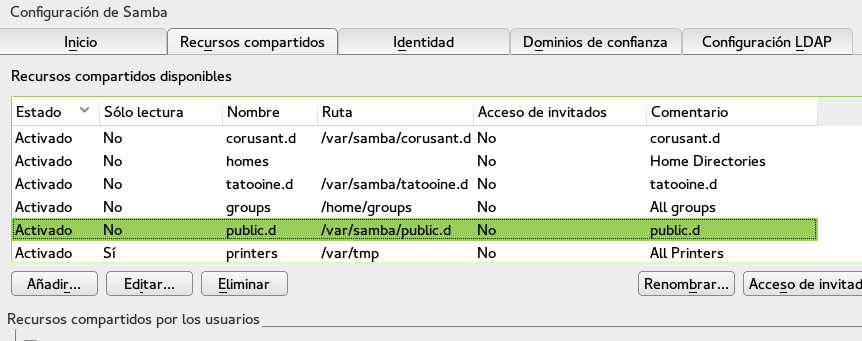 Configuración de Samba
Inicio Recursos compartidos Identidad Dominios de confianza Configuración LDAP
Recursos compartidos disponibles
Estado Sólo lectura Nombre Ruta Acceso de invitados Comentario
Activado No corusant.d /var/samba/corusant.d No corusant.d
Activado No homes No Home Directories
Activado No tatooine.d /var/samba/tatooine.d No tatooine.d
Activado No groups /home/groups No All groups
Activado No public.d /var/samba/public.d No public.d
Activado Sí printers /var/tmp No All Printers
Añadir... Editar... Eliminar Renombrar... Acceso de invitad
Recursos compartidos por los usuarios